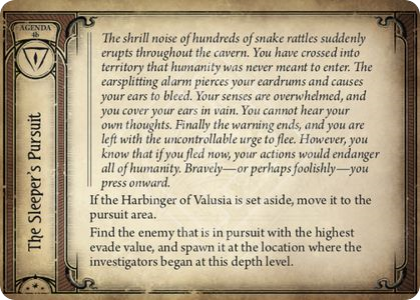 AGENDA
4b
The Sleeper's Pursuit
The shrill noise of hundreds of snake rattles suddenly
erupts throughout the cavern. You have crossed into
territory that humanity was never meant to enter. The
earsplitting alarm pierces your eardrums and causes
your ears to bleed. Your senses are overwhelmed, and
you cover your ears in vain. You cannot hear your
own thoughts. Finally the warning ends, and you are
left with the uncontrollable urge to flee. However, you
know that if you fled now, your actions would endanger
all of humanity. Bravely—or perhaps foolishly—you
press onward.
If the Harbinger of Valusia is set aside, move it to the
pursuit area.
Find the enemy that is in pursuit with the highest
evade value, and spawn it at the location where the
investigators began at this depth level.